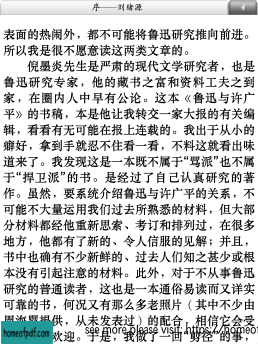 序——刘绪源
4
表面的热闹外，都不可能将鲁迅研究推向前进。
所以我是很不愿意读这两类文章的。
倪墨炎先生是严肃的现代文学研究者，也是
鲁迅研究专家，他的藏书之富和资料工夫之到
家，在圈内人中早有公论。这本《鲁迅与许广
平》的书稿，本是他让我转交一家大报的有关编
辑，看看有无可能在报上连载的。我出于从小的
癖好，拿到手就忍不住看一看，不料这就看出味
道来了。我发现这是一本既不属于“骂派”也不属
于“捍卫派”的书。是经过了自己认真研究的著
作。虽然，要系统介绍鲁迅与许广平的关系，不
可能不大量运用我们过去所熟悉的材料，但大部
分材料都经他重新思索、考订和排列过，在很多
地方，他都有了新的、令人信服的见解；并且，
书中也确有不少新鲜的、过去人们知之甚少或根
本没有引起注意的材料。此外，对于不从事鲁迅
研究的普通读者，这也是本通俗易读而又详实
可靠的书，何况又有那么多老照片（其中不少由
周海婴提供，从未发表过）的配合，相信它会受
欢迎。于是，我做了一回“剪径”的事，
homeofpdf.com
see more please visit: https://homeof